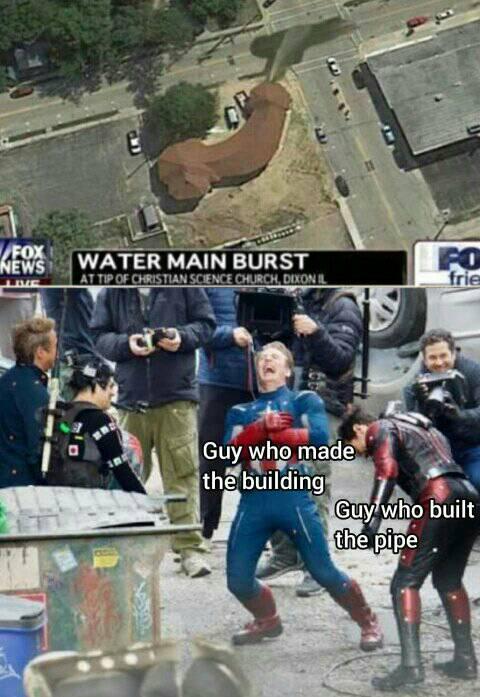 FOX
NEWS
LIVE
WATER MAIN BURST
AT TIP OF CHRISTIAN SCIENCE CHURCH, DIXON IL
FO
frie
Guy who made
the building
Guy who built
the pipe